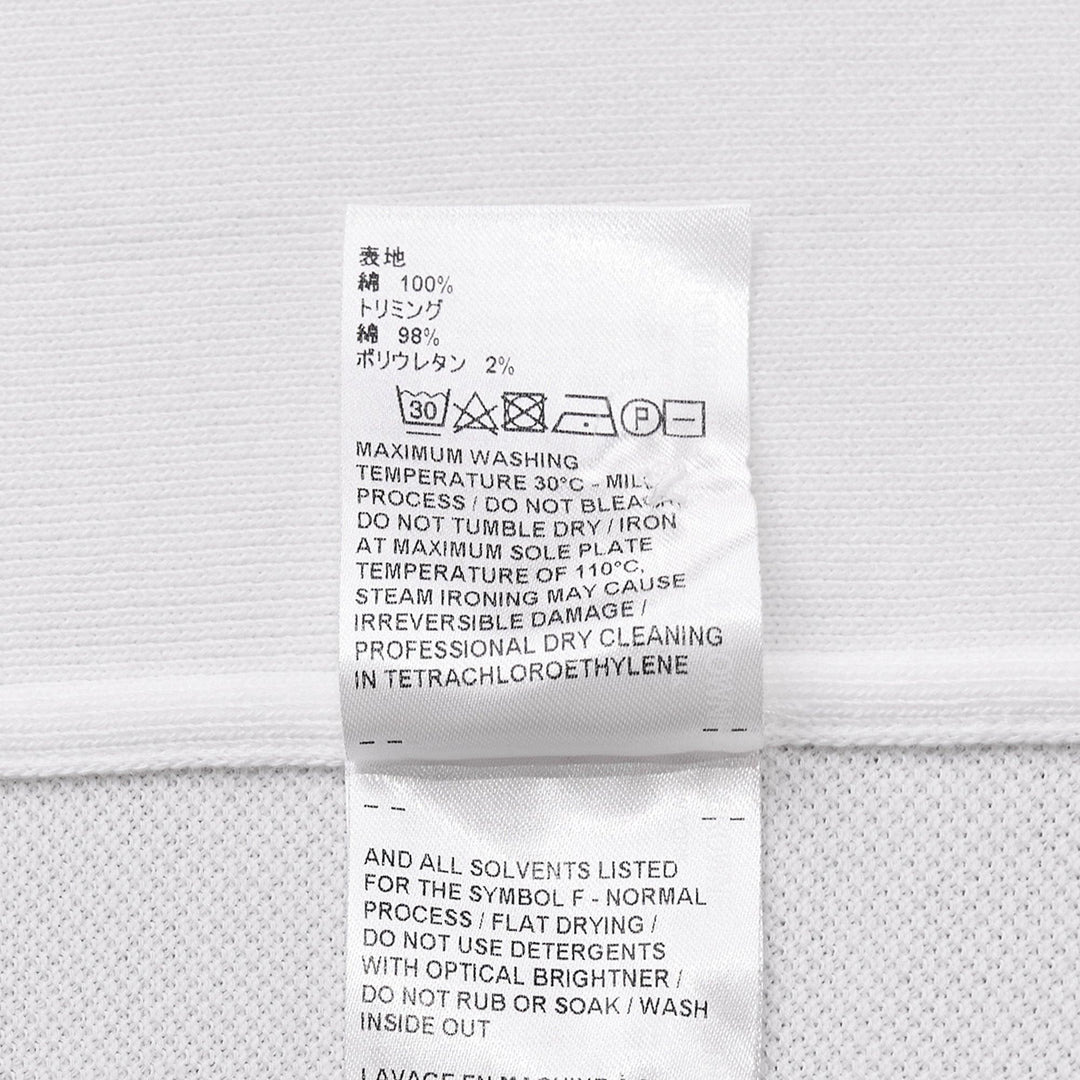 表地
綿 100%
トリミング
綿 98%
ポリウレタン 2%
30 P
MAXIMUM WASHING
TEMPERATURE 30°C - MILD
PROCESS / DO NOT BLEACH /
DO NOT TUMBLE DRY / IRON
AT MAXIMUM SOLE PLATE
TEMPERATURE OF 110°C,
STEAM IRONING MAY CAUSE
IRREVERSIBLE DAMAGE /
PROFESSIONAL DRY CLEANING
IN TETRACHLOROETHYLENE
AND ALL SOLVENTS LISTED
FOR THE SYMBOL F - NORMAL
PROCESS / FLAT DRYING /
DO NOT USE DETERGENTS
WITH OPTICAL BRIGHTNER /
DO NOT RUB OR SOAK / WASH
INSIDE OUT
LAVAGE EN MACHINE